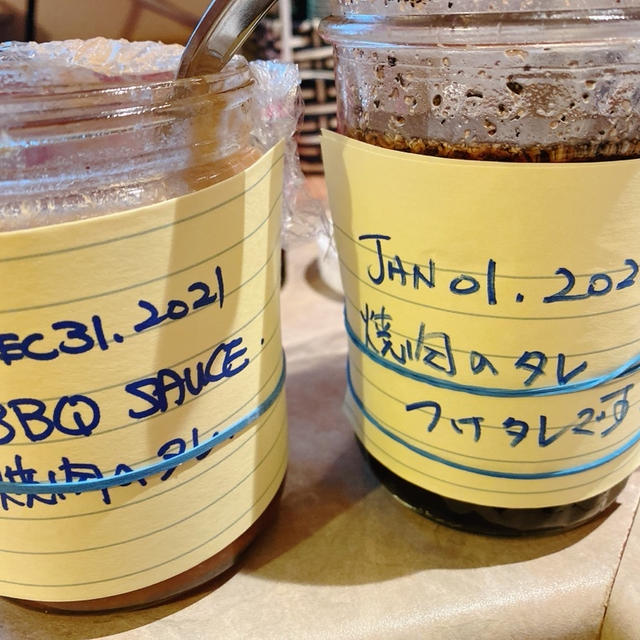 EC31.2021
BBQ SAUCE.
焼肉のタレ.
JAN 01.202
焼肉のタレ
つけタレです